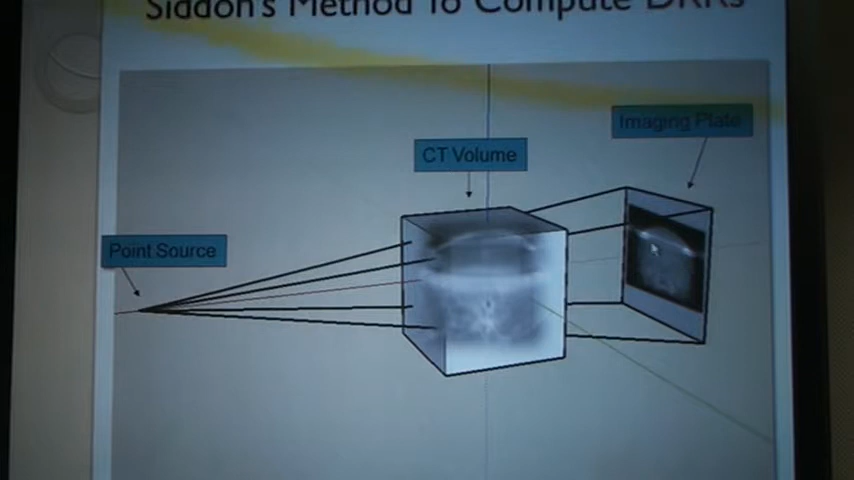 Siddon's Method To Compute DRRs
Imaging Plate
CT Volume
Point Source